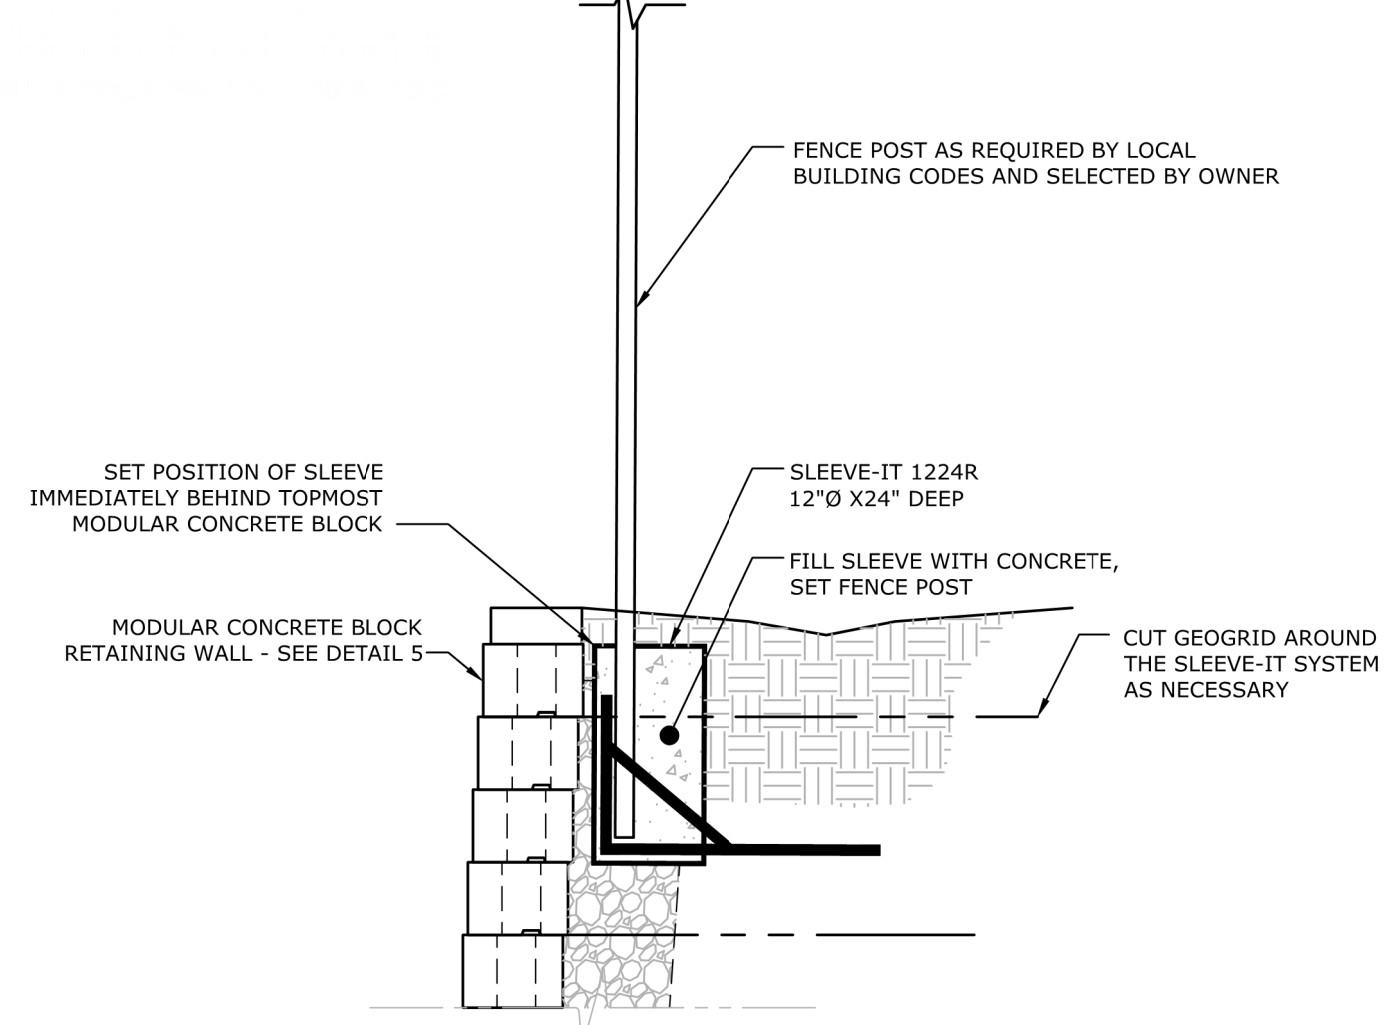 FENCE POST AS REQUIRED BY LOCAL
BUILDING CODES AND SELECTED BY OWNER
SET POSITION OF SLEEVE
IMMEDIATELY BEHIND TOPMOST
MODULAR CONCRETE BLOCK
SLEEVE-IT 1224R
12"Ø X24" DEEP
FILL SLEEVE WITH CONCRETE,
SET FENCE POST
MODULAR CONCRETE BLOCK
RETAINING WALL - SEE DETAIL 5
CUT GEOGRID AROUND
THE SLEEVE-IT SYSTEM
AS NECESSARY